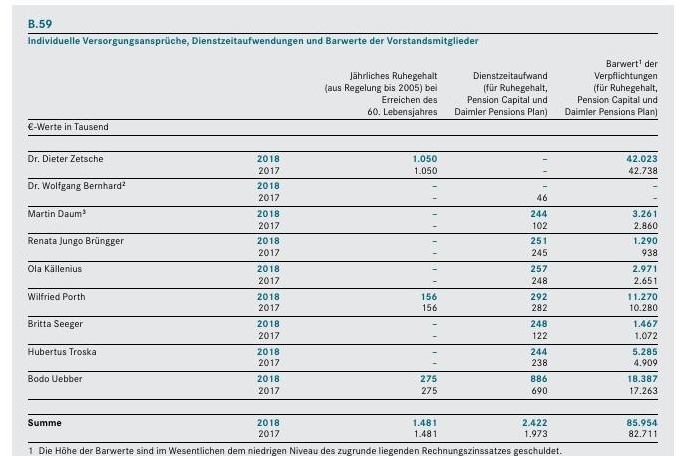 B.59
Individuelle Versorgungsansprüche, Dienstzeitaufwendungen und Barwerte der Vorstandsmitglieder
Jährliches Ruhegehalt (aus Regelung bis 2005) bei Erreichen des 60. Lebensjahres
Dienstzeitaufwand (für Ruhegehalt, Pension Capital und Daimler Pensions Plan)
Barwert¹ der Verpflichtungen (für Ruhegehalt, Pension Capital und Daimler Pensions Plan)
€-Werte in Tausend
Dr. Dieter Zetsche 2018 1.050 – 42.023
2017 1.050 – 42.738
Dr. Wolfgang Bernhard² 2018 – – –
2017 – 46 –
Martin Daum³ 2018 – 244 3.261
2017 – 102 2.860
Renata Jungo Brüngger 2018 – 251 1.290
2017 – 245 938
Ola Källenius 2018 – 257 2.971
2017 – 248 2.651
Wilfried Porth 2018 156 292 11.270
2017 156 282 10.280
Britta Seeger 2018 – 248 1.467
2017 – 122 1.072
Hubertus Troska 2018 – 244 5.285
2017 – 238 4.909
Bodo Uebber 2018 275 886 18.387
2017 275 690 17.263
Summe 2018 1.481 2.422 85.954
2017 1.481 1.973 82.711
1 Die Höhe der Barwerte sind im Wesentlichen dem niedrigen Niveau des zugrunde liegenden Rechnungszinssatzes geschuldet.